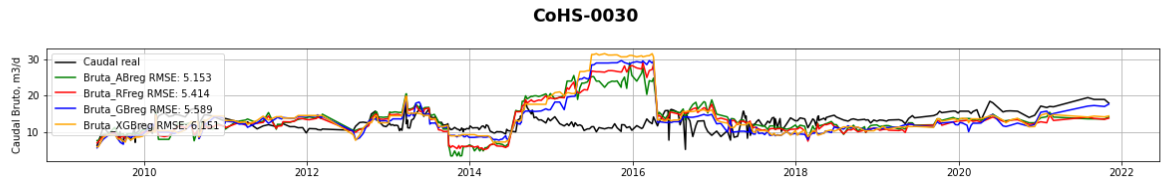 CoHS-0030
Caudal Bruto, m3/d
30
20
10
Caudal real
Bruta_ABreg RMSE: 5.153
Bruta_RFreg RMSE: 5.414
Bruta_GBreg RMSE: 5.589
Bruta_XGBreg RMSE: 6.151
2010
2012
2014
2016
2018
2020
2022